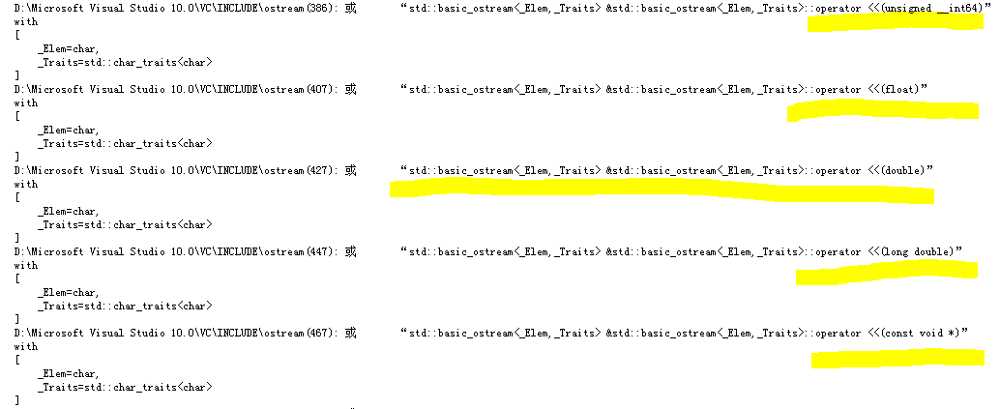 D:\Microsoft Visual Studio 10.0\VC\INCLUDE\ostream(386): 或 “std::basic_ostream<_Elem,_Traits> &std::basic_ostream<_Elem,_Traits>::operator <<(unsigned __int64)”
with
[
    _Elem=char,
    _Traits=std::char_traits<char>
]
D:\Microsoft Visual Studio 10.0\VC\INCLUDE\ostream(407): 或 “std::basic_ostream<_Elem,_Traits> &std::basic_ostream<_Elem,_Traits>::operator <<(float)”
with
[
    _Elem=char,
    _Traits=std::char_traits<char>
]
D:\Microsoft Visual Studio 10.0\VC\INCLUDE\ostream(427): 或 “std::basic_ostream<_Elem,_Traits> &std::basic_ostream<_Elem,_Traits>::operator <<(double)”
with
[
    _Elem=char,
    _Traits=std::char_traits<char>
]
D:\Microsoft Visual Studio 10.0\VC\INCLUDE\ostream(447): 或 “std::basic_ostream<_Elem,_Traits> &std::basic_ostream<_Elem,_Traits>::operator <<(long double)”
with
[
    _Elem=char,
    _Traits=std::char_traits<char>
]
D:\Microsoft Visual Studio 10.0\VC\INCLUDE\ostream(467): 或 “std::basic_ostream<_Elem,_Traits> &std::basic_ostream<_Elem,_Traits>::operator <<(const void *)”
with
[
    _Elem=char,
    _Traits=std::char_traits<char>
]